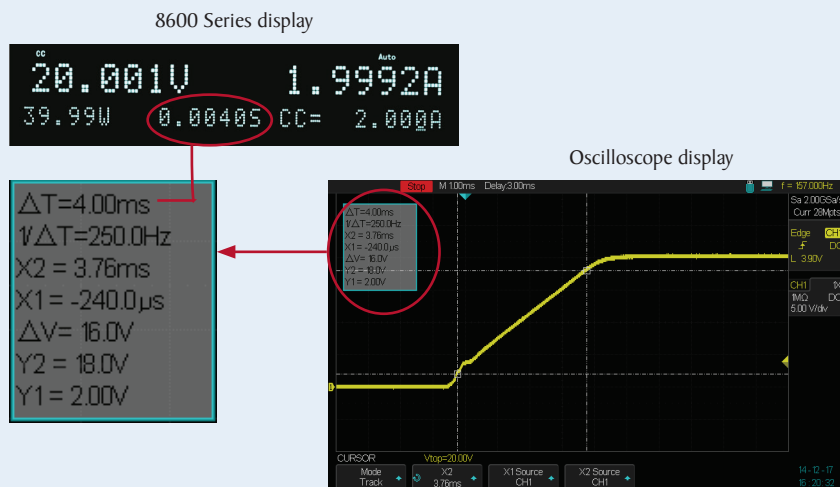 8600 Series display
CC Auto
20.001V 1.9992A
39.99W 0.0040S CC= 2.000A
Oscilloscope display
ΔT=4.00ms
1/ΔT=250.0Hz
X2 = 3.76ms
X1 = -240.0µs
ΔV= 16.0V
Y2 = 18.0V
Y1 = 2.00V
Stop M 1.00ms Delay:3.00ms f = 157.000Hz
Sa 2.00GSa/
Curr 28Mpts
ΔT=4.00ms
1/ΔT=250.0Hz
X2 = 3.76ms
X1 = -240.0µs
ΔV= 16.0V
Y2 = 18.0V
Y1 = 2.00V
Edge CH1
DC
L 3.90V
CH1 1X
1MΩ DC
5.00 V/div
CURSOR Vtop=20.00V
Mode X2 X1 Source X2 Source
Track 3.76ms CH1 CH1
14-12-17
16:20:32